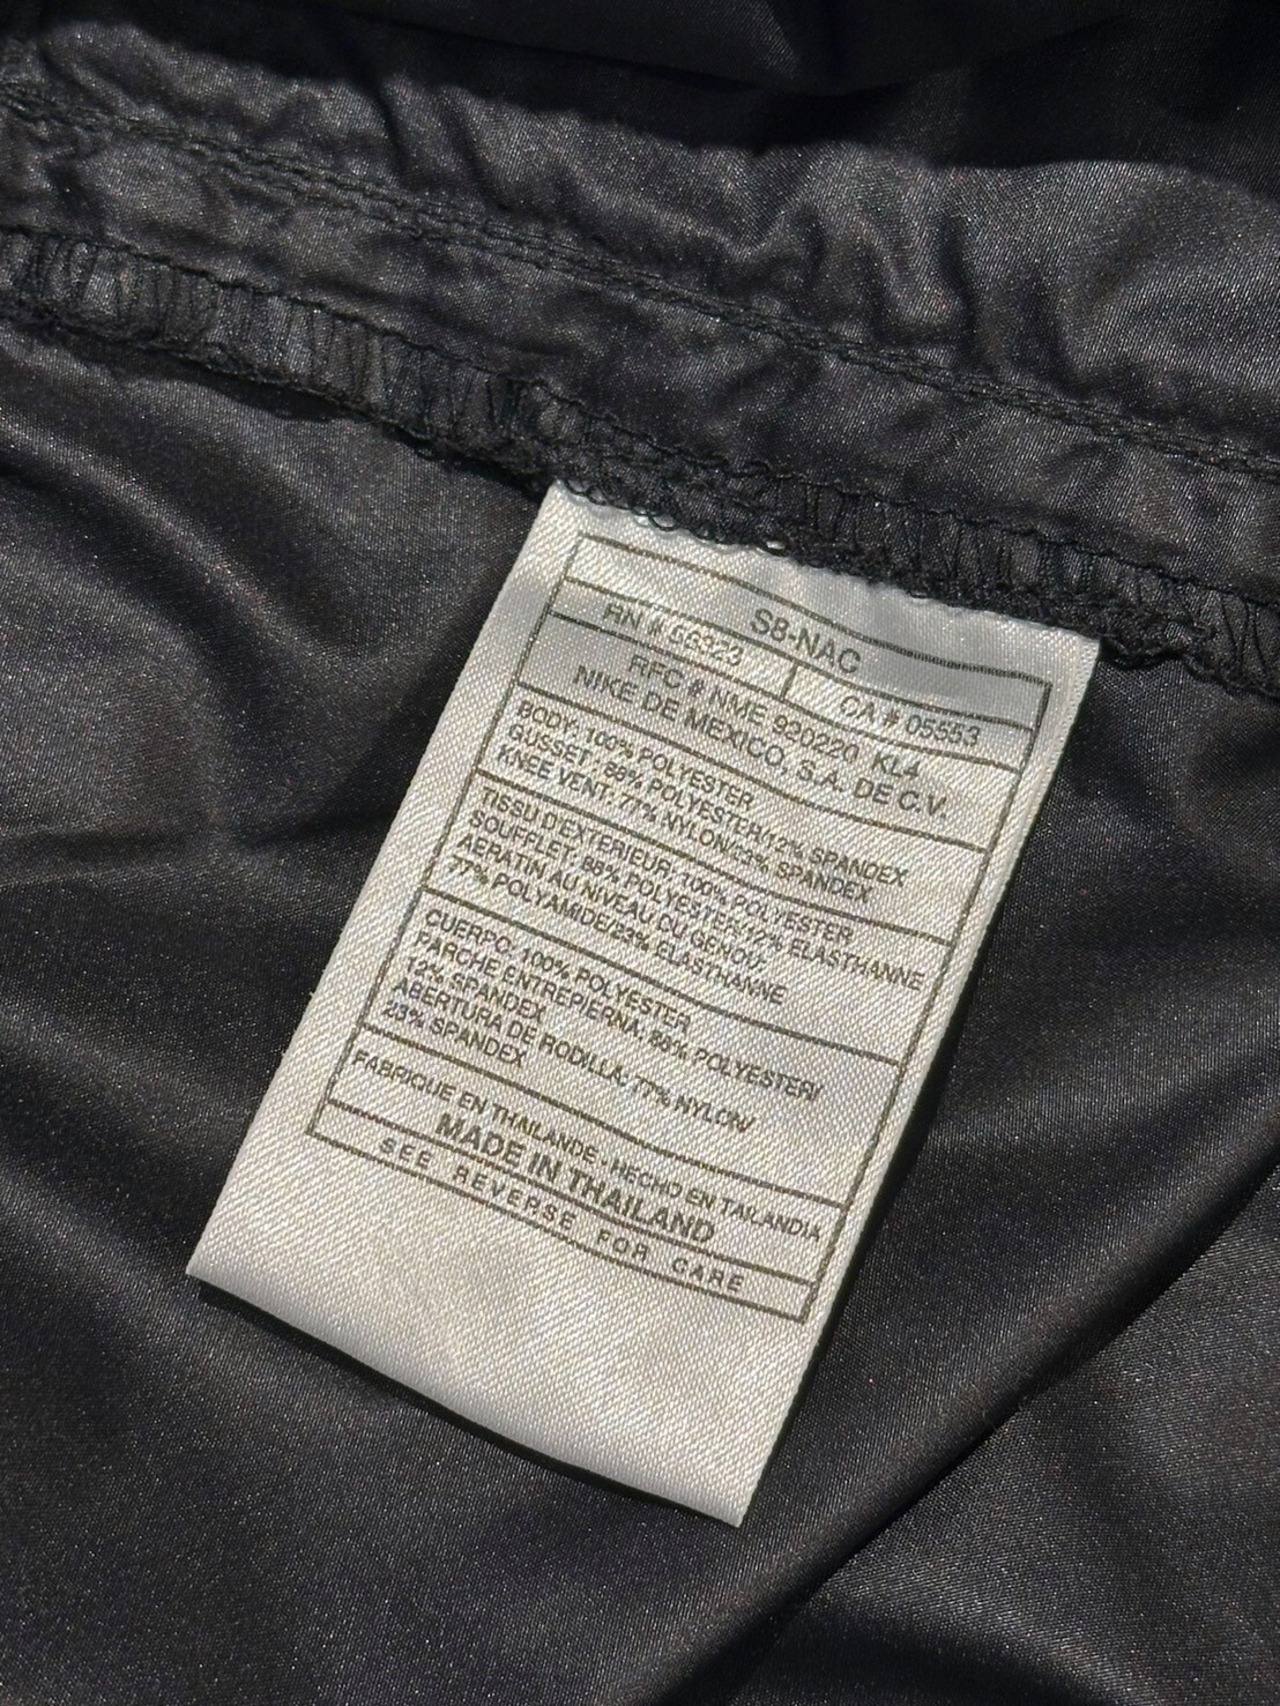 S8-NAC
RN # 56323 CA # 05553
RFC # NME 920220 KL4
NIKE DE MEXICO, S.A. DE C.V.
BODY: 100% POLYESTER
GUSSET : 88% POLYESTER/12% SPANDEX
KNEE VENT: 77% NYLON/23% SPANDEX
TISSU D'EXTERIEUR: 100% POLYESTER
SOUFFLET: 88% POLYESTER/12% ELASTHANNE
AERATIN AU NIVEAU DU GENOU:
77% POLYAMIDE/23% ELASTHANNE
CUERPO: 100% POLYESTER
PARCHE ENTREPIERNA: 88% POLYESTER/
12% SPANDEX
ABERTURA DE RODILLA: 77% NYLON/
23% SPANDEX
FABRIQUE EN THAILANDE · HECHO EN TAILANDIA
MADE IN THAILAND
SEE REVERSE FOR CARE